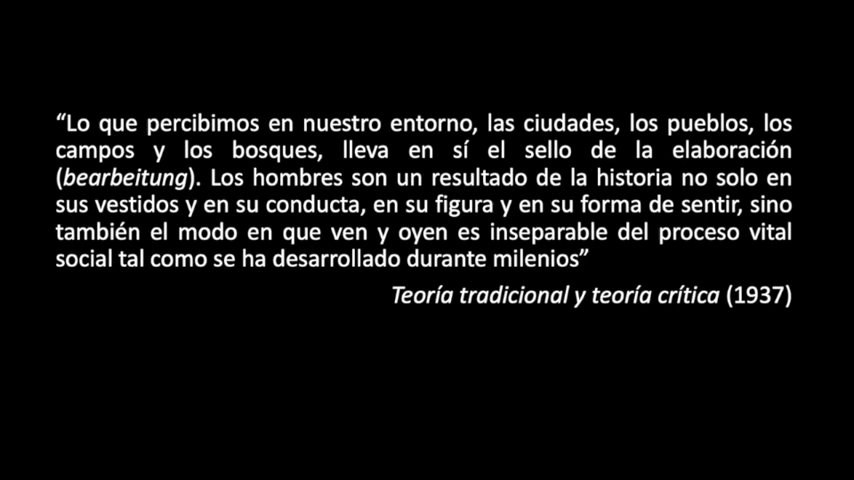 “Lo que percibimos en nuestro entorno, las ciudades, los pueblos, los
campos y los bosques, lleva en sí el sello de la elaboración
(bearbeitung). Los hombres son un resultado de la historia no solo en
sus vestidos y en su conducta, en su figura y en su forma de sentir, sino
también el modo en que ven y oyen es inseparable del proceso vital
social tal como se ha desarrollado durante milenios”
Teoría tradicional y teoría crítica (1937)